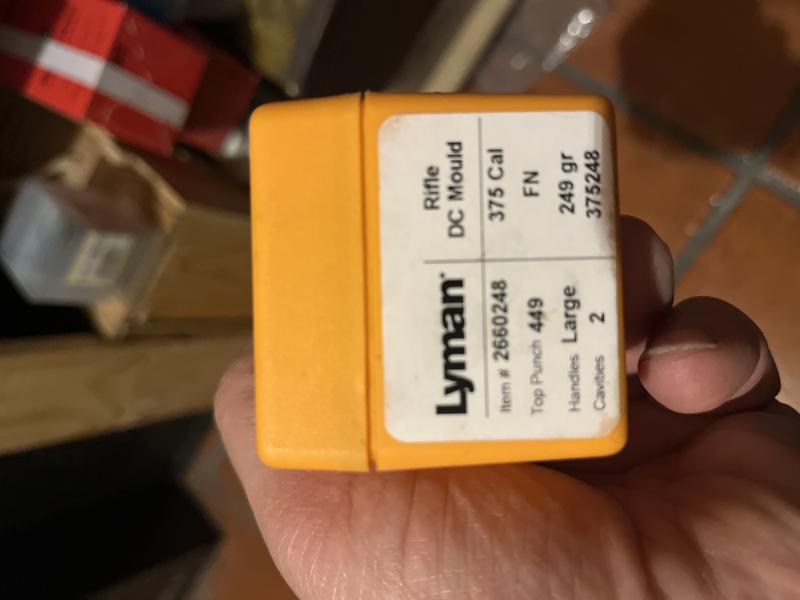 Lyman
Rifle
DC Mould
Item # 2660248
375 Cal
Top Punch 449
FN
Handles Large
249 gr
Cavities 2
375248